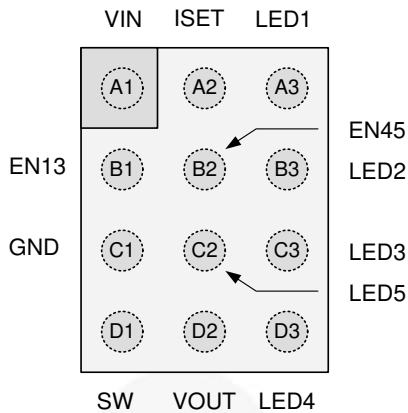 VIN ISET LED1
A1 A2 A3
EN45
EN13 B1 B2 B3 LED2
GND C1 C2 C3 LED3
LED5
D1 D2 D3
SW VOUT LED4